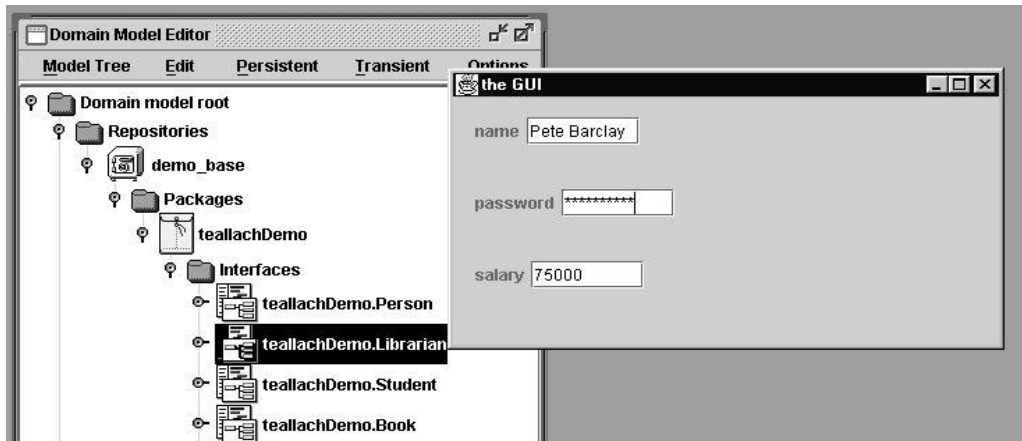 Domain Model Editor
Model Tree Edit Persistent Transient Options
Domain model root
Repositories
demo_base
Packages
teallachDemo
Interfaces
teallachDemo.Person
teallachDemo.Librarian
teallachDemo.Student
teallachDemo.Book
the GUI
name Pete Barclay
password **********
salary 75000